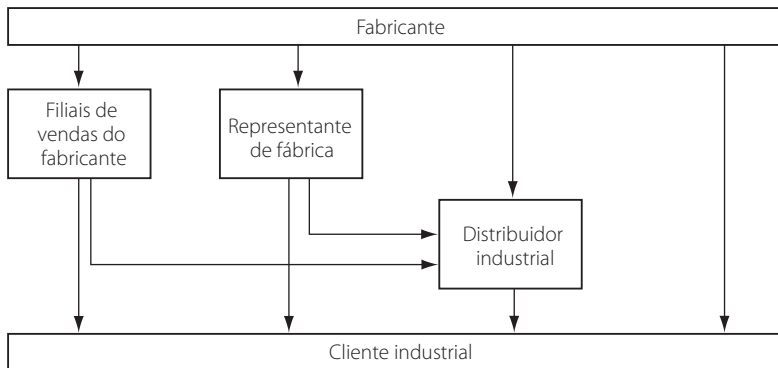 Fabricante
Filiais de
vendas do
fabricante
Representante
de fábrica
Distribuidor
industrial
Cliente industrial